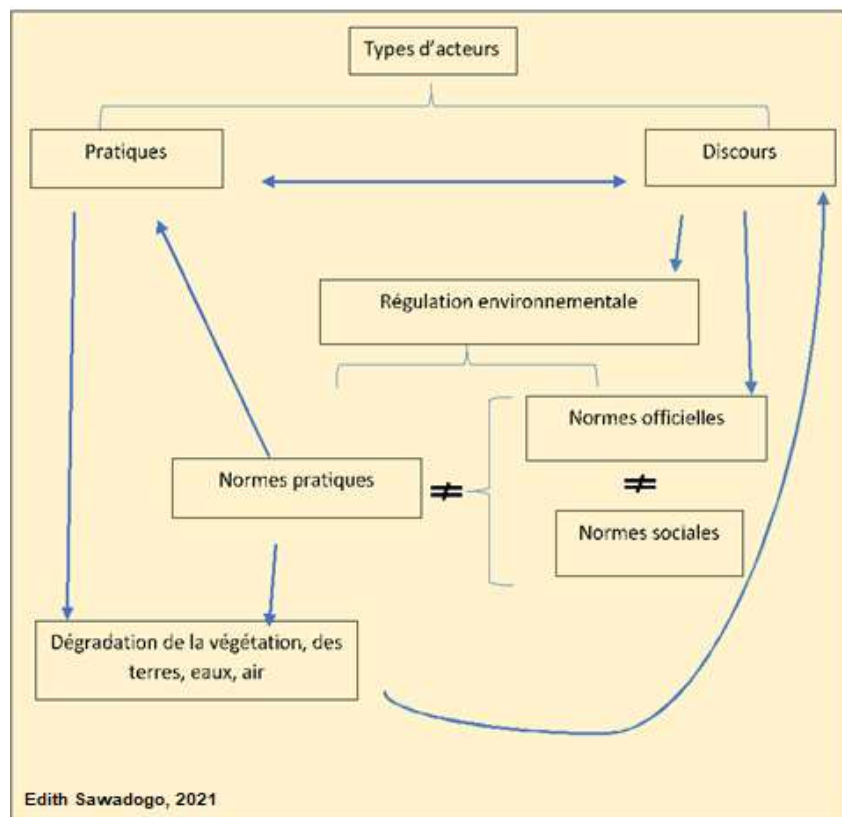 Types d'acteurs
Pratiques
Discours
Régulation environnementale
Normes officielles
Normes pratiques
≠
≠
Normes sociales
Dégradation de la végétation, des
terres, eaux, air
Edith Sawadogo, 2021